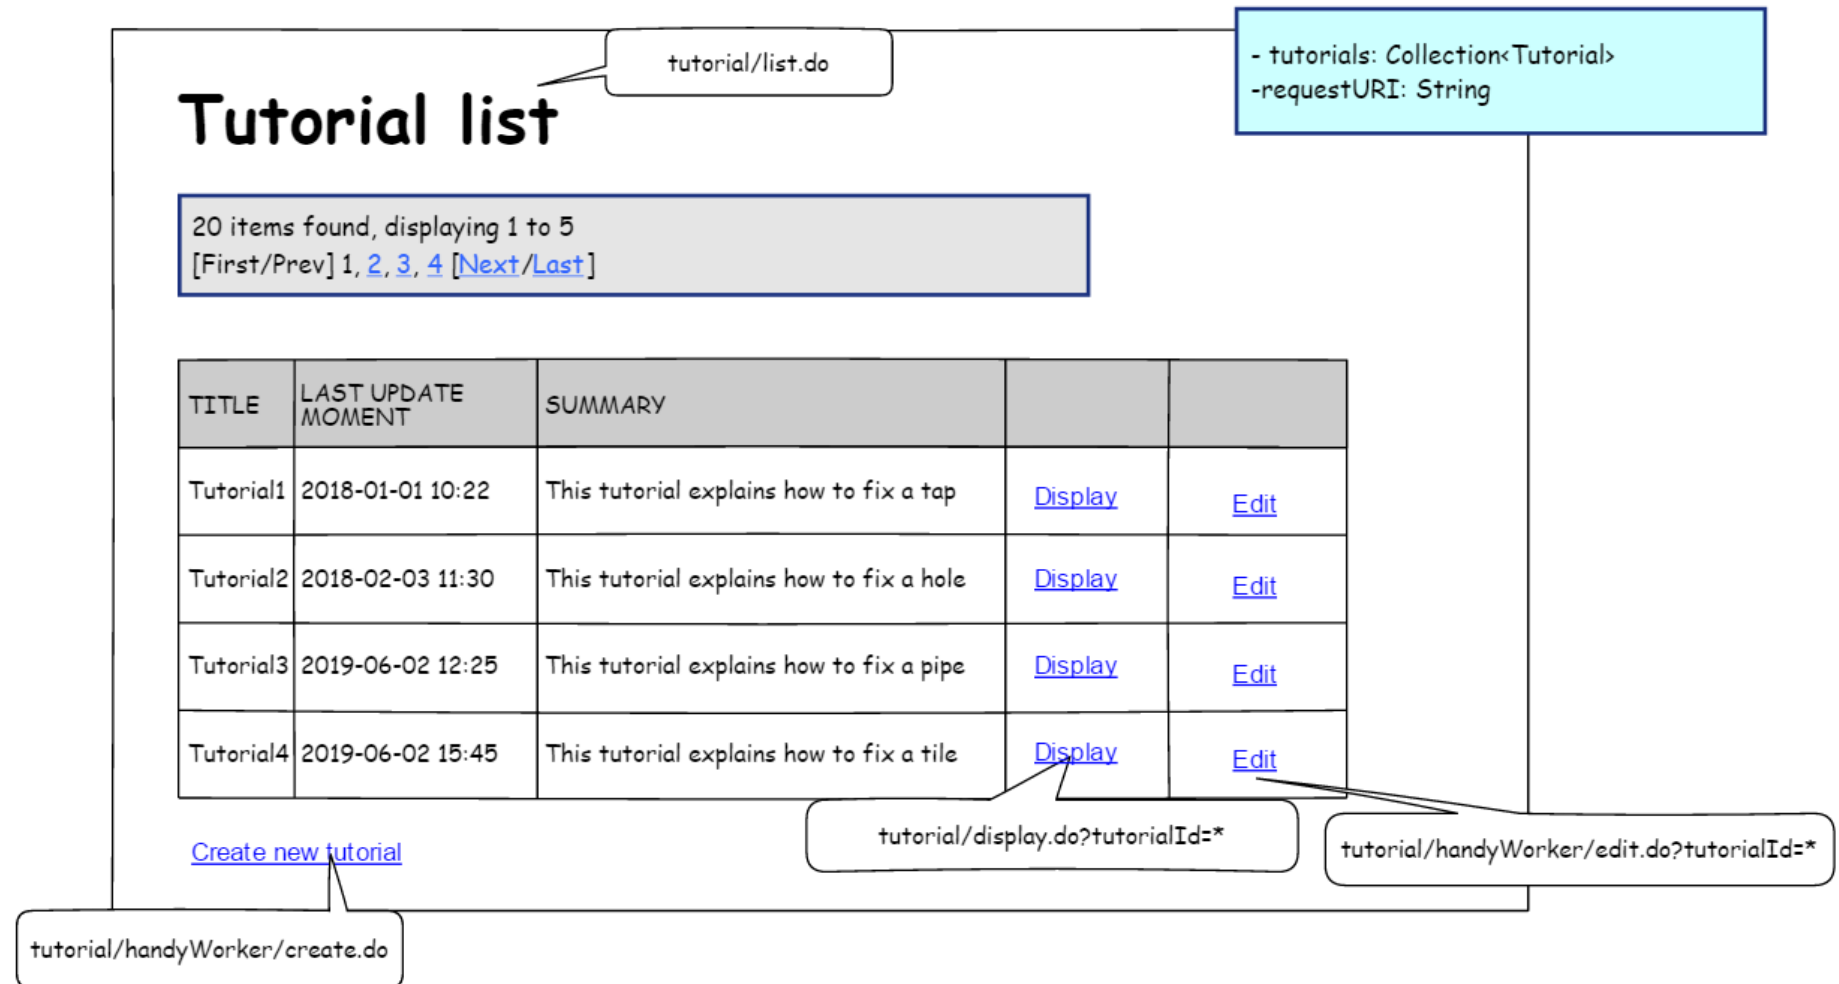 tutorial/list.do
- tutorials: Collection<Tutorial>
-requestURI: String
Tutorial list
20 items found, displaying 1 to 5
[First/Prev] 1, 2, 3, 4 [Next/Last]
TITLE LAST UPDATE MOMENT SUMMARY
Tutorial1 2018-01-01 10:22 This tutorial explains how to fix a tap Display Edit
Tutorial2 2018-02-03 11:30 This tutorial explains how to fix a hole Display Edit
Tutorial3 2019-06-02 12:25 This tutorial explains how to fix a pipe Display Edit
Tutorial4 2019-06-02 15:45 This tutorial explains how to fix a tile Display Edit
tutorial/display.do?tutorialId=*
tutorial/handyWorker/edit.do?tutorialId=*
Create new tutorial
tutorial/handyWorker/create.do